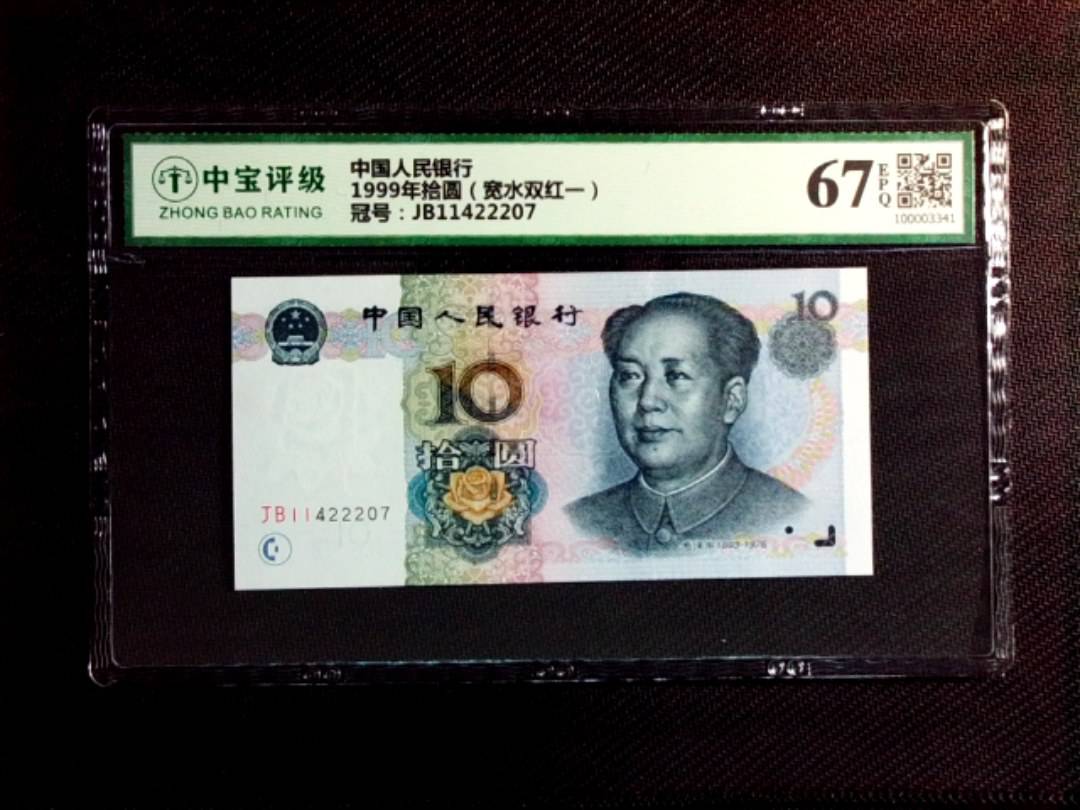 中宝评级
ZHONG BAO RATING
中国人民银行
1999年拾圆（宽水双红一）
冠号：JB11422207
67
EPQ
100003341
中国人民银行
10
10
拾圆
JB11422207
1893-1976